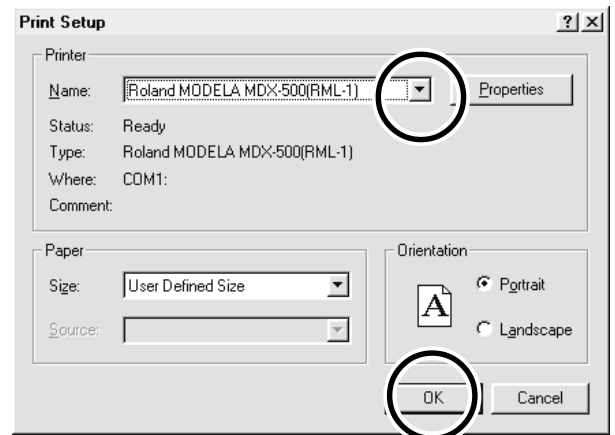 Print Setup
Printer
Name: Roland MODELA MDX-500(RML-1) Properties
Status: Ready
Type: Roland MODELA MDX-500(RML-1)
Where: COM1:
Comment:
Paper
Size: User Defined Size
Source:
Orientation
A
Portrait
Landscape
OK Cancel